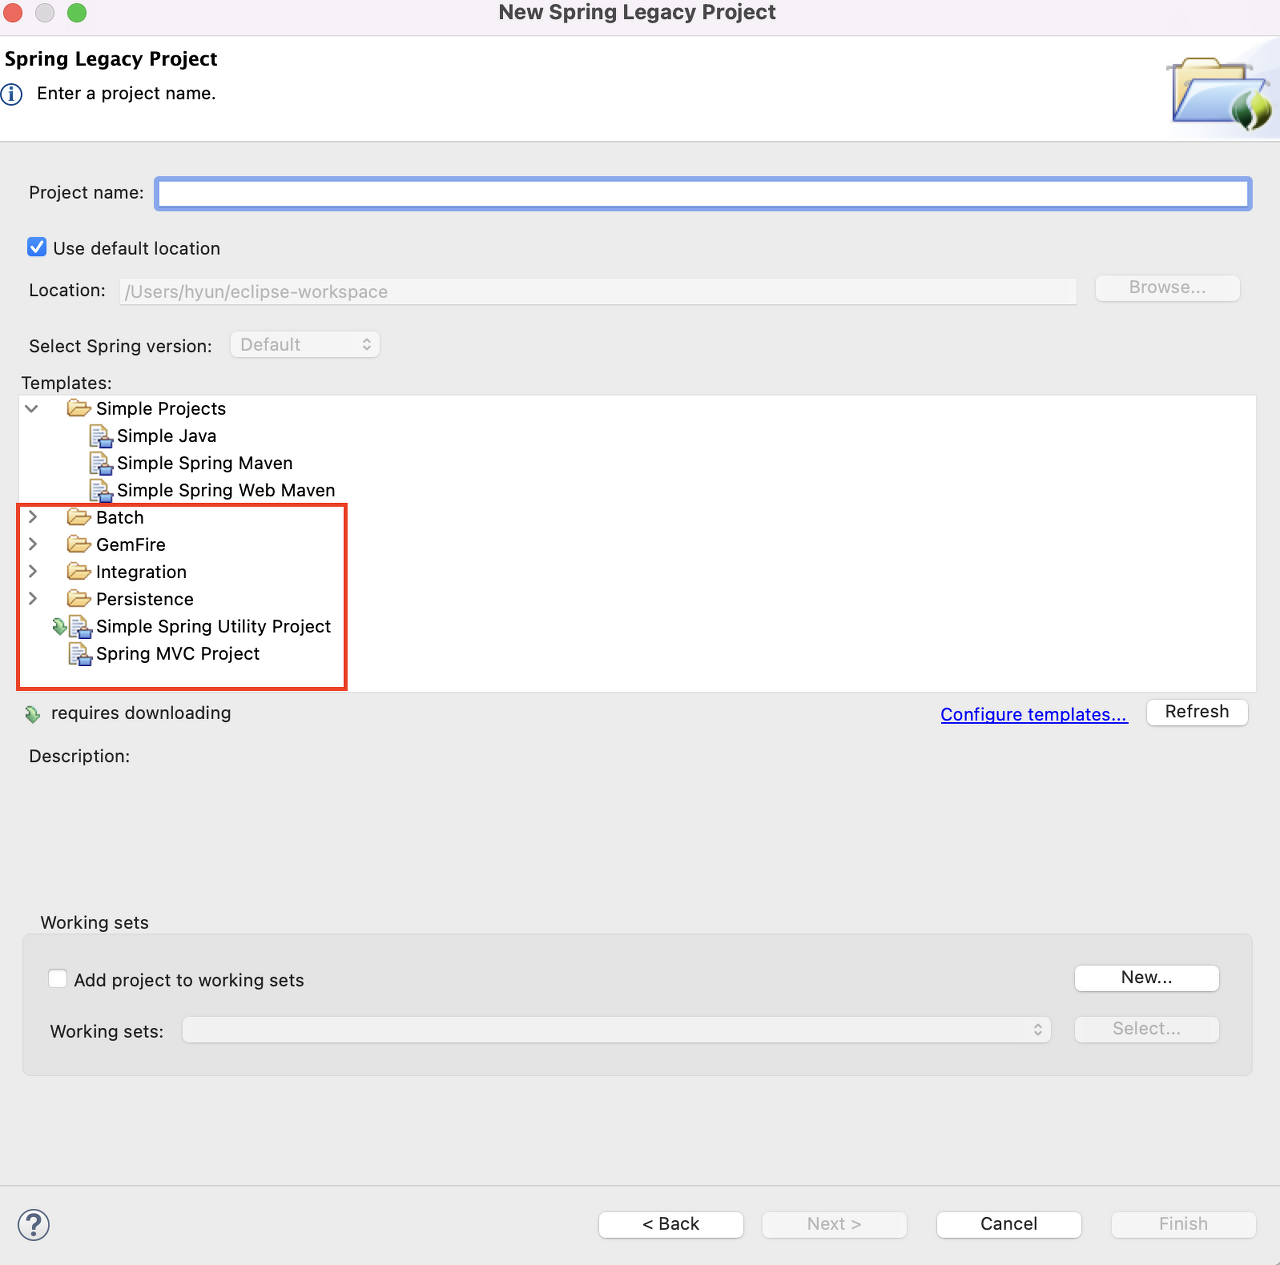 New Spring Legacy Project
Spring Legacy Project
Enter a project name.
Project name:
Use default location
Location: /Users/hyun/eclipse-workspace Browse...
Select Spring version: Default
Templates:
Simple Projects
Simple Java
Simple Spring Maven
Simple Spring Web Maven
Batch
GemFire
Integration
Persistence
Simple Spring Utility Project
Spring MVC Project
requires downloading Configure templates... Refresh
Description:
Working sets
Add project to working sets New...
Working sets: Select...
? < Back Next > Cancel Finish